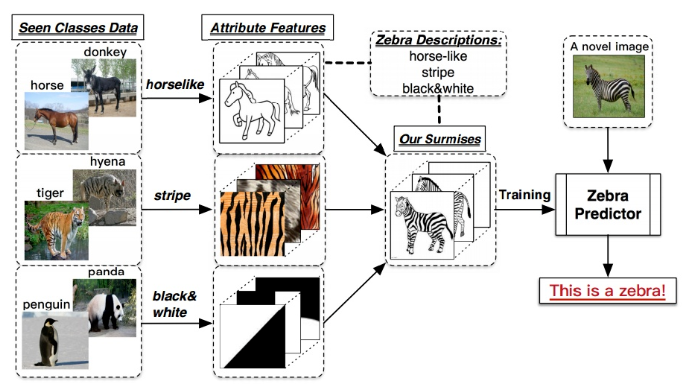 Seen Classes Data
Attribute Features
Zebra Descriptions:
horse-like
stripe
black&white
A novel image
donkey
horse
horselike
Our Surmises
hyena
tiger
stripe
Training
Zebra
Predictor
panda
penguin
black&
white
This is a zebra!